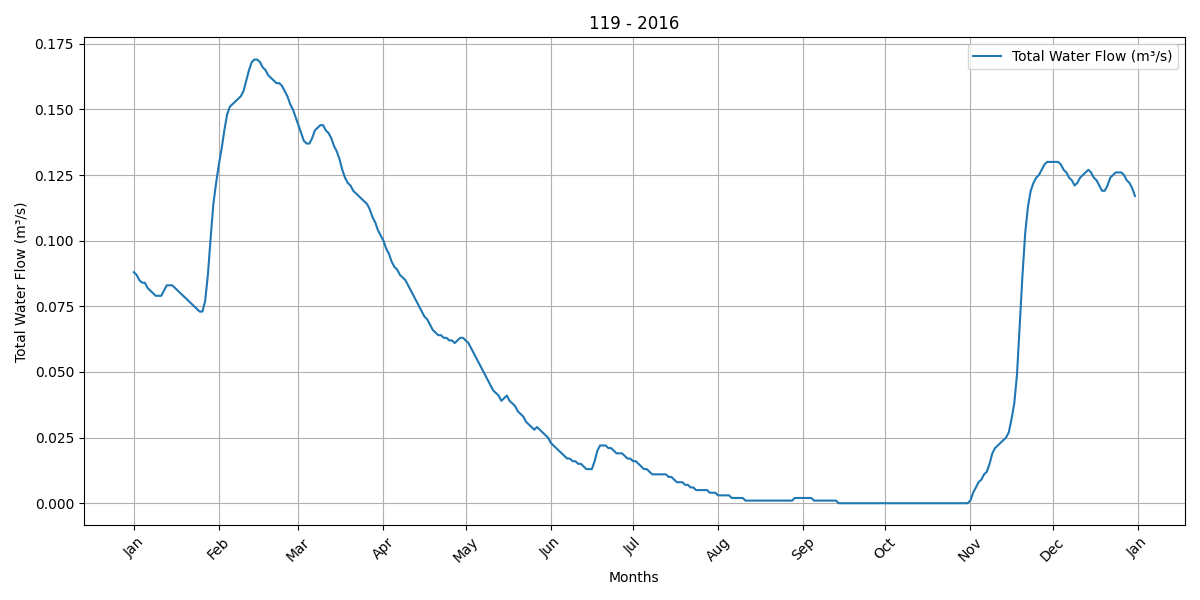 119 - 2016
Total Water Flow (m³/s)
Total Water Flow (m³/s)
0.175
0.150
0.125
0.100
0.075
0.050
0.025
0.000
Jan
Feb
Mar
Apr
May
Jun
Jul
Aug
Sep
Oct
Nov
Dec
Jan
Months